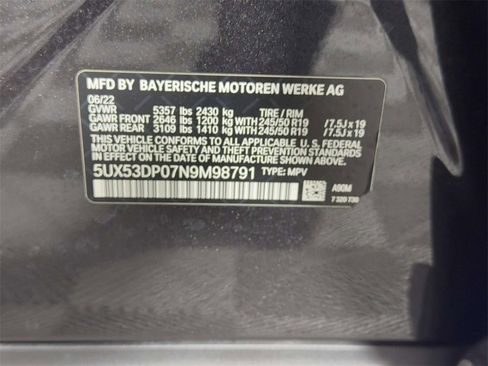 MFD BY BAYERISCHE MOTOREN WERKE AG
06/22
GVWR 5357 lbs 2430 kg TIRE / RIM
GAWR FRONT 2646 lbs 1200 kg WITH 245/50 R19 /7.5J x 19
GAWR REAR 3109 lbs 1410 kg WITH 245/50 R19 /7.5J x 19
THIS VEHICLE CONFORMS TO ALL APPLICABLE U. S. FEDERAL
MOTOR VEHICLE SAFETY AND THEFT PREVENTION STANDARDS
IN EFFECT ON THE DATE OF MANUFACTURE SHOWN ABOVE.
5UX53DP07N9M98791 TYPE: MPV
A90M
7 320 730